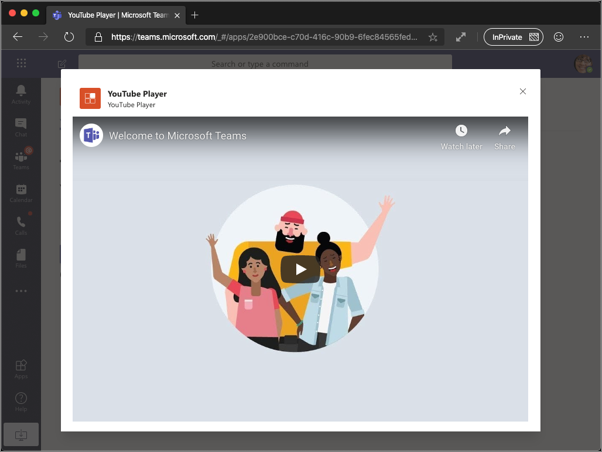 YouTube Player | Microsoft Team
https://teams.microsoft.com/_#/apps/2e900bce-c70d-416c-90b9-6fec84565fed...
InPrivate
Search or type a command
Activity
Chat
Teams
Calendar
Calls
Files
Apps
Help
YouTube Player
YouTube Player
Welcome to Microsoft Teams
Watch later
Share